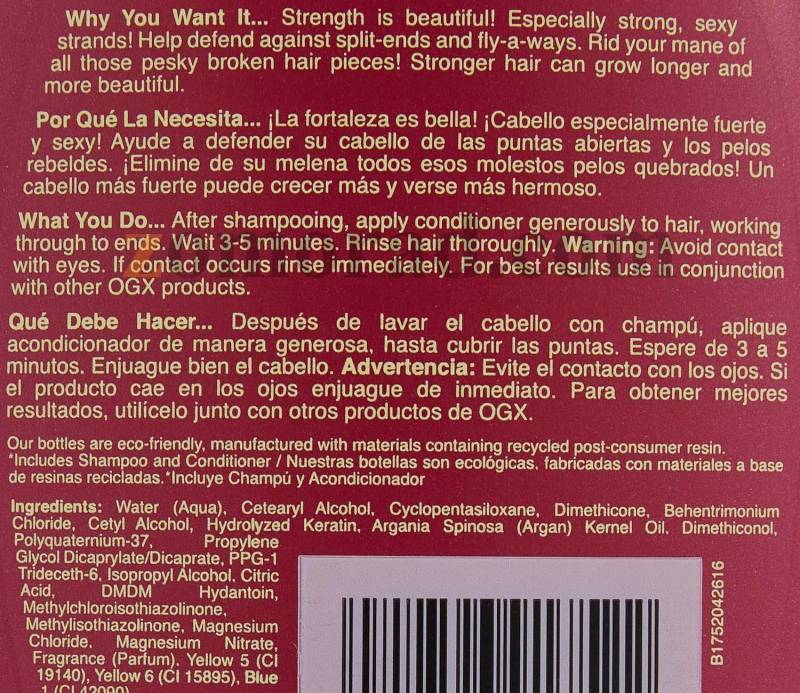 Why You Want It... Strength is beautiful! Especially strong, sexy
strands! Help defend against split-ends and fly-a-ways. Rid your mane of
all those pesky broken hair pieces! Stronger hair can grow longer and
more beautiful.
Por Qué La Necesita... ¡La fortaleza es bella! ¡Cabello especialmente fuerte
y sexy! Ayude a defender su cabello de las puntas abiertas y los pelos
rebeldes. ¡Elimine de su melena todos esos molestos pelos quebrados! Un
cabello más fuerte puede crecer más y verse más hermoso.
What You Do... After shampooing, apply conditioner generously to hair, working
through to ends. Wait 3-5 minutes. Rinse hair thoroughly. Warning: Avoid contact
with eyes. If contact occurs rinse immediately. For best results use in conjunction
with other OGX products.
Qué Debe Hacer... Después de lavar el cabello con champú, aplique
acondicionador de manera generosa, hasta cubrir las puntas. Espere de 3 a 5
minutos. Enjuague bien el cabello. Advertencia: Evite el contacto con los ojos. Si
el producto cae en los ojos enjuague de inmediato. Para obtener mejores
resultados, utilícelo junto con otros productos de OGX.
Our bottles are eco-friendly, manufactured with materials containing recycled post-consumer resin.
*Includes Shampoo and Conditioner / Nuestras botellas son ecológicas, fabricadas con materiales a base
de resinas recicladas.*Incluye Champú y Acondicionador
Ingredients: Water (Aqua), Cetearyl Alcohol, Cyclopentasiloxane, Dimethicone, Behentrimonium
Chloride, Cetyl Alcohol, Hydrolyzed Keratin, Argania Spinosa (Argan) Kernel Oil, Dimethiconol,
Polyquaternium-37, Propylene
Glycol Dicaprylate/Dicaprate, PPG-1
Trideceth-6, Isopropyl Alcohol, Citric
Acid, DMDM Hydantoin,
Methylchloroisothiazolinone,
Methylisothiazolinone, Magnesium
Chloride, Magnesium Nitrate,
Fragrance (Parfum), Yellow 5 (CI
19140), Yellow 6 (CI 15895), Blue
1 (CI 42090)
B1752042616